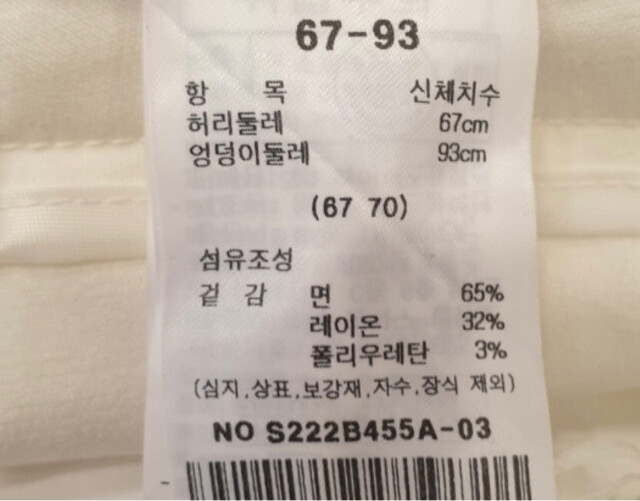 67-93
항 목 신체치수
허리둘레 67cm
엉덩이둘레 93cm
(67 70)
섬유조성
겉 감 면 65%
레이온 32%
폴리우레탄 3%
(심지,상표,보강재,자수,장식 제외)
NO S222B455A-03